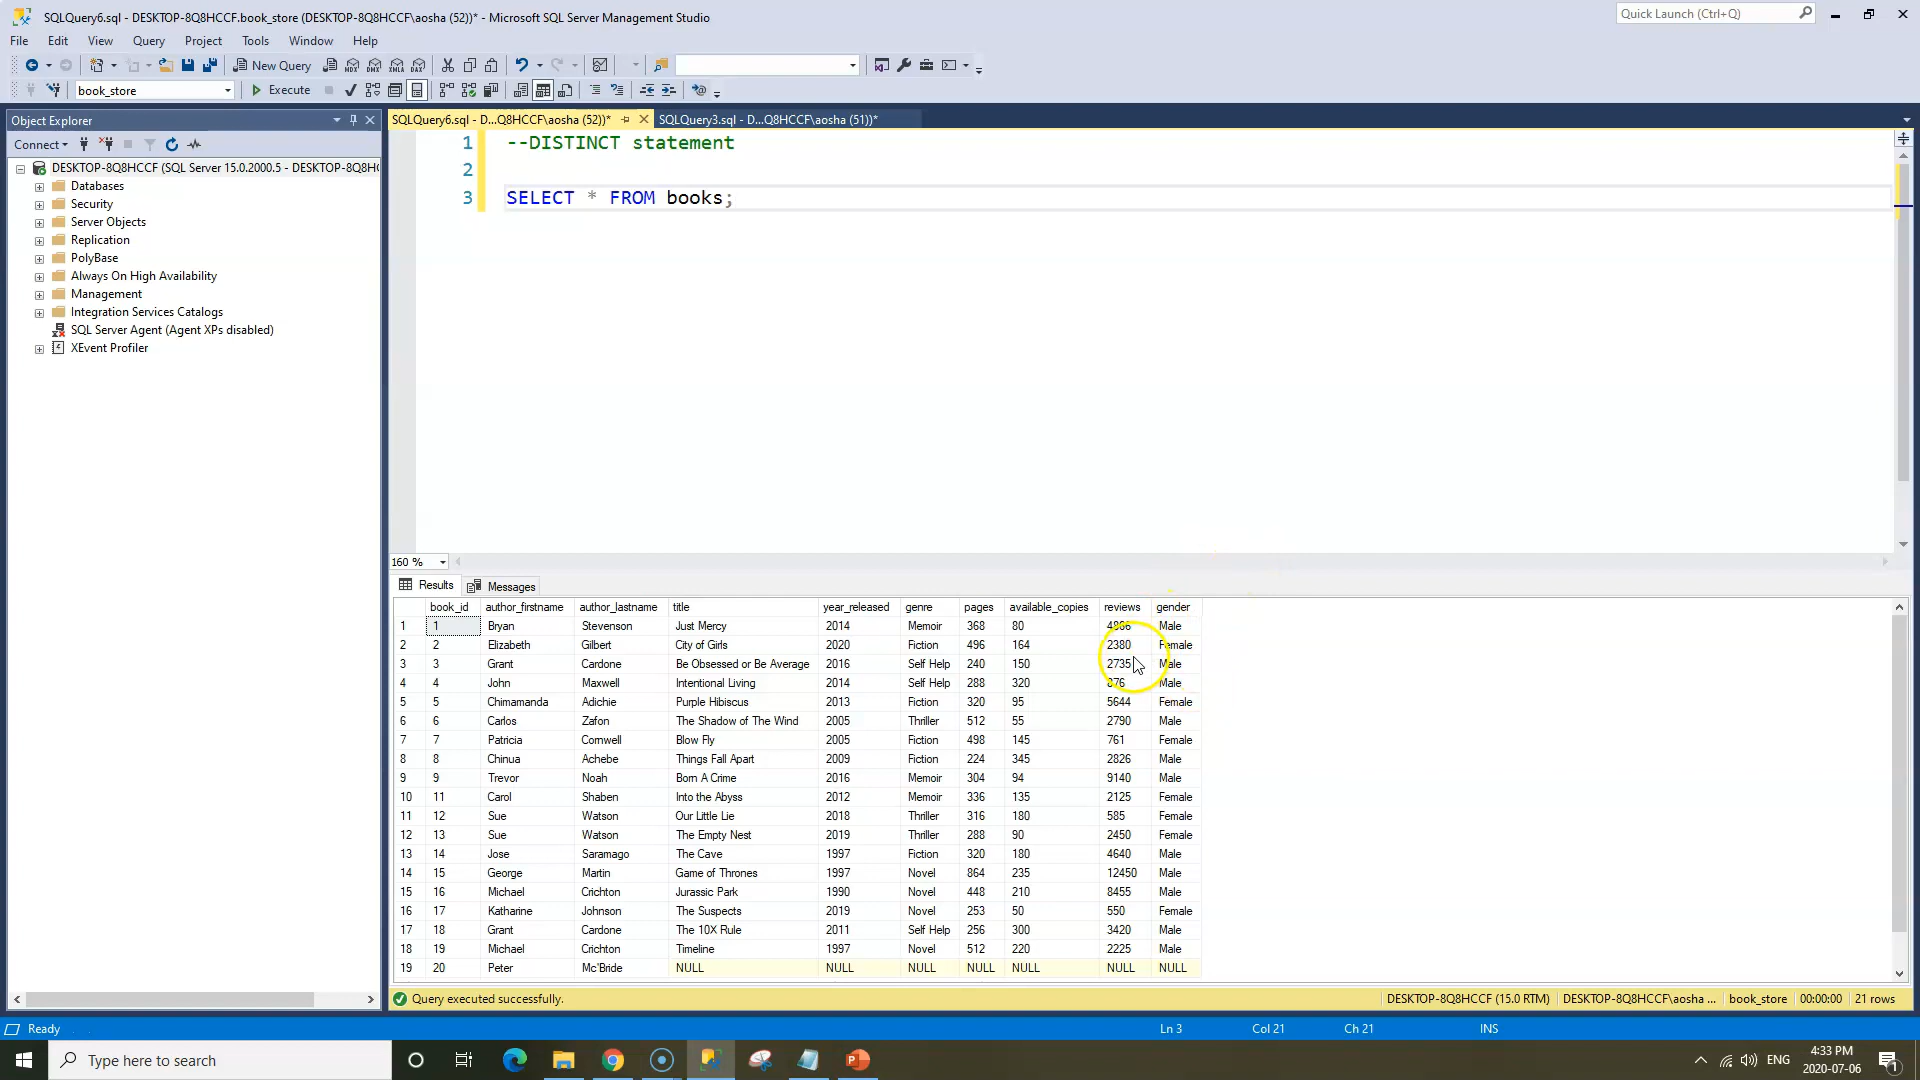 SQLQuery6.sql - DESKTOP-8Q8HCCF.book_store (DESKTOP-8Q8HCCF\aosha (52))* - Microsoft SQL Server Management Studio
Quick Launch (Ctrl+Q)
File Edit View Query Project Tools Window Help
New Query
book_store Execute
Object Explorer
SQLQuery6.sql - D...Q8HCCF\aosha (52))* SQLQuery3.sql - D...Q8HCCF\aosha (51))*
Connect
DESKTOP-8Q8HCCF (SQL Server 15.0.2000.5 - DESKTOP-8Q8H
Databases
Security
Server Objects
Replication
PolyBase
Always On High Availability
Management
Integration Services Catalogs
SQL Server Agent (Agent XPs disabled)
XEvent Profiler
1 --DISTINCT statement
2
3 SELECT * FROM books;
160 %
Results Messages
book_id author_firstname author_lastname title year_released genre pages available_copies reviews gender
1 1 Bryan Stevenson Just Mercy 2014 Memoir 368 80 Male
2 2 Elizabeth Gilbert City of Girls 2020 Fiction 496 164 2380 Female
3 3 Grant Cardone Be Obsessed or Be Average 2016 Self Help 240 150 2735 Male
4 4 John Maxwell Intentional Living 2014 Self Help 288 320 876 Male
5 5 Chimamanda Adichie Purple Hibiscus 2013 Fiction 320 95 5644 Female
6 6 Carlos Zafon The Shadow of The Wind 2005 Thriller 512 55 2790 Male
7 7 Patricia Cornwell Blow Fly 2005 Fiction 498 145 761 Female
8 8 Chinua Achebe Things Fall Apart 2009 Fiction 224 345 2826 Male
9 9 Trevor Noah Born A Crime 2016 Memoir 304 94 9140 Male
10 11 Carol Shaben Into the Abyss 2012 Memoir 336 135 2125 Female
11 12 Sue Watson Our Little Lie 2018 Thriller 316 180 585 Female
12 13 Sue Watson The Empty Nest 2019 Thriller 288 90 2450 Female
13 14 Jose Saramago The Cave 1997 Fiction 320 180 4640 Male
14 15 George Martin Game of Thrones 1997 Novel 864 235 12450 Male
15 16 Michael Crichton Jurassic Park 1990 Novel 448 210 8455 Male
16 17 Katharine Johnson The Suspects 2019 Novel 253 50 550 Female
17 18 Grant Cardone The 10X Rule 2011 Self Help 256 300 3420 Male
18 19 Michael Crichton Timeline 1997 Novel 512 220 2225 Male
19 20 Peter Mc'Bride NULL NULL NULL NULL NULL NULL NULL
Query executed successfully. DESKTOP-8Q8HCCF (15.0 RTM) DESKTOP-8Q8HCCF\aosha ... book_store 00:00:00 21 rows
Ready Ln 3 Col 21 Ch 21 INS
Type here to search
ENG
4:33 PM
2020-07-06
1